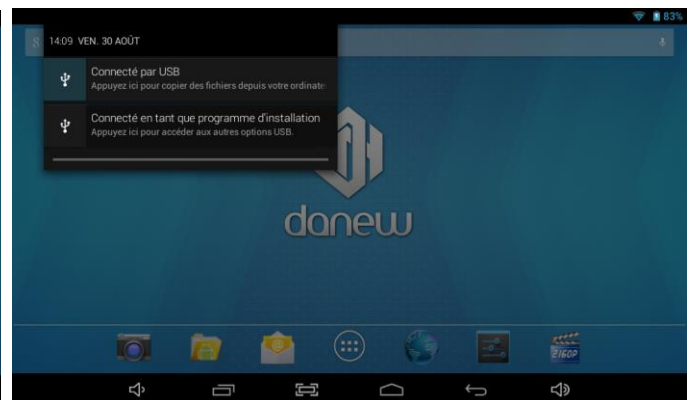 83%
14:09 VEN. 30 AOÛT
Connecté par USB
Appuyez ici pour copier des fichiers depuis votre ordinate
Connecté en tant que programme d'installation
Appuyez ici pour accéder aux autres options USB.
danew
2160P